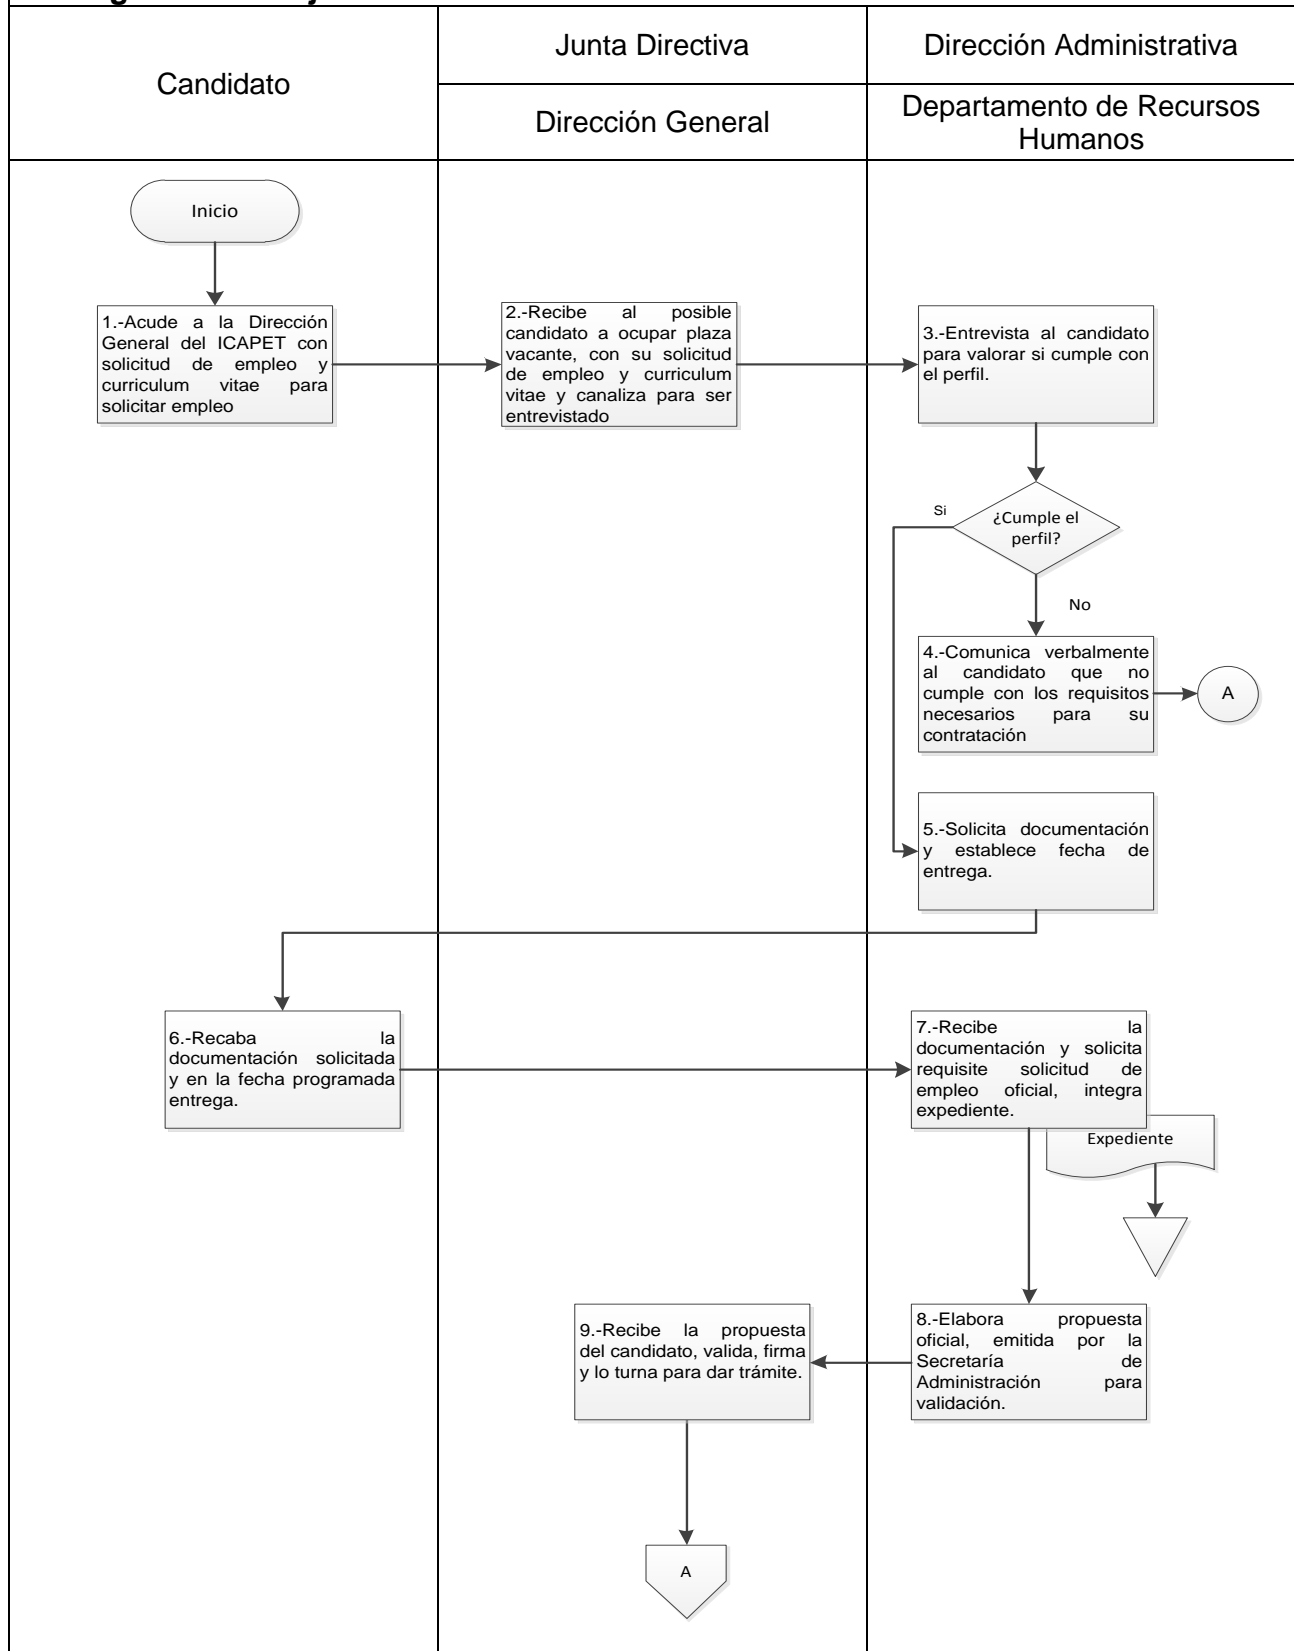 Candidato
Junta Directiva
Dirección Administrativa
Dirección General
Departamento de Recursos
Humanos
Inicio
1.-Acude a la Dirección
General del ICAPET con
solicitud de empleo y
curriculum vitae para
solicitar empleo
2.-Recibe al posible
candidato a ocupar plaza
vacante, con su solicitud
de empleo y curriculum
vitae y canaliza para ser
entrevistado
3.-Entrevista al candidato
para valorar si cumple con
el perfil.
Si
¿Cumple el
perfil?
No
4.-Comunica verbalmente
al candidato que no
cumple con los requisitos
necesarios para su
contratación
A
5.-Solicita documentación
y establece fecha de
entrega.
6.-Recaba la
documentación solicitada
y en la fecha programada
entrega.
7.-Recibe la
documentación y solicita
requisite solicitud de
empleo oficial, integra
expediente.
Expediente
8.-Elabora propuesta
oficial, emitida por la
Secretaría de
Administración para
validación.
9.-Recibe la propuesta
del candidato, valida, firma
y lo turna para dar trámite.
A